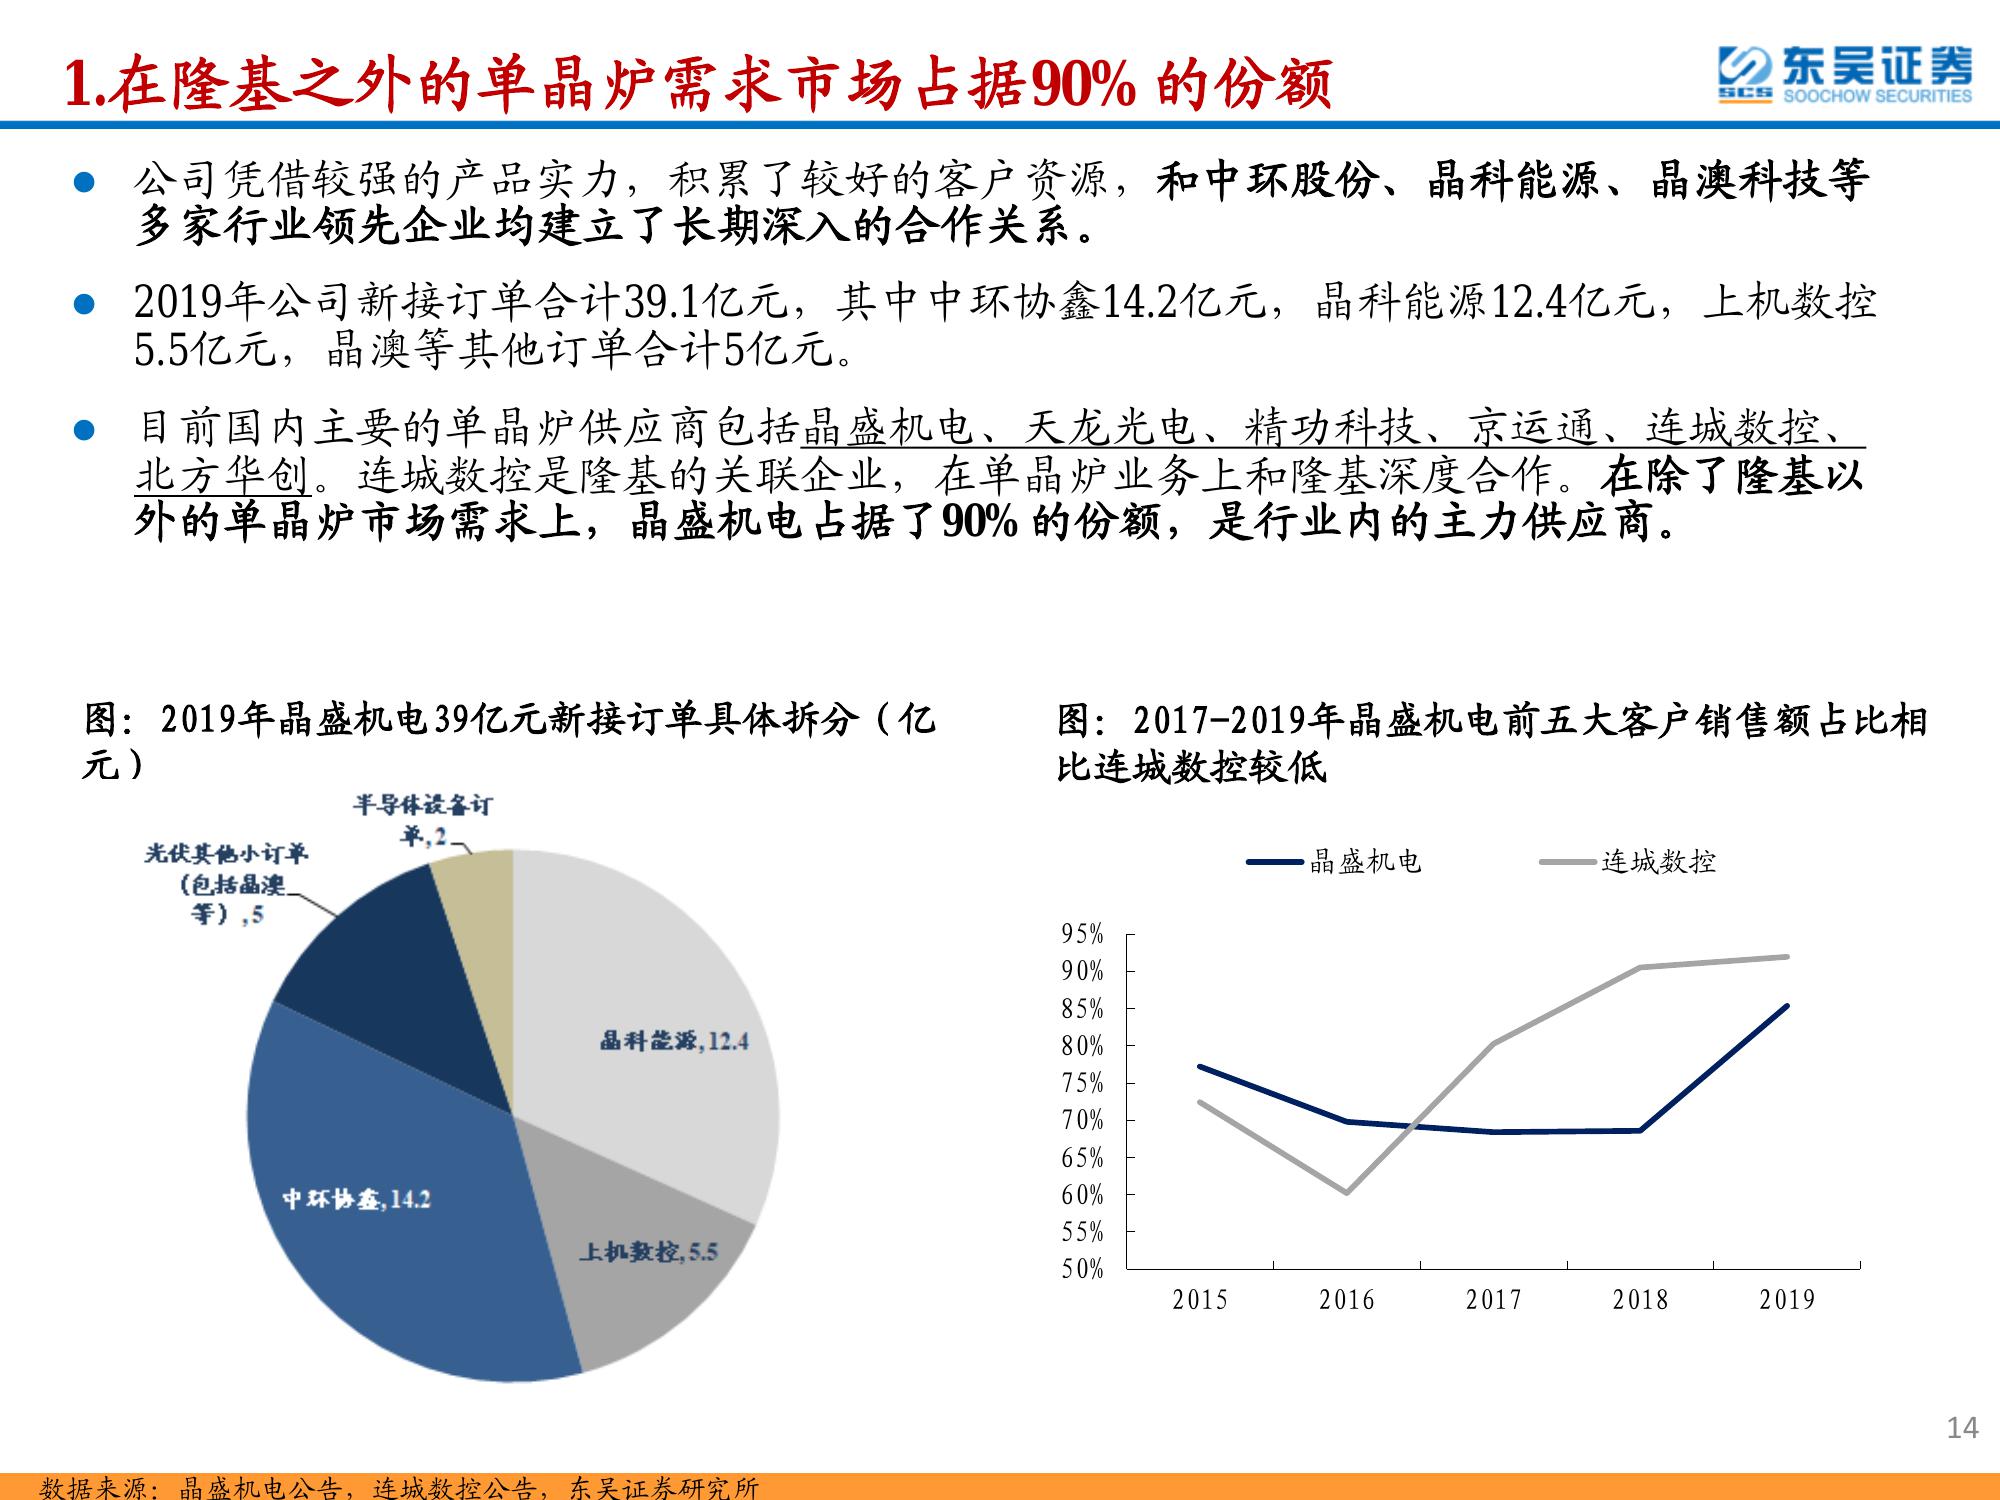 1.在隆基之外的单晶炉需求市场占据90%的份额
东吴证券
SCS SOOCHOW SECURITIES
● 公司凭借较强的产品实力，积累了较好的客户资源，和中环股份、晶科能源、晶澳科技等
多家行业领先企业均建立了长期深入的合作关系。
● 2019年公司新接订单合计39.1亿元，其中中环协鑫14.2亿元，晶科能源12.4亿元，上机数控
5.5亿元，晶澳等其他订单合计5亿元。
● 目前国内主要的单晶炉供应商包括晶盛机电、天龙光电、精功科技、京运通、连城数控、
北方华创。连城数控是隆基的关联企业，在单晶炉业务上和隆基深度合作。在除了隆基以
外的单晶炉市场需求上，晶盛机电占据了90%的份额，是行业内的主力供应商。
图：2019年晶盛机电39亿元新接订单具体拆分（亿
元）
半导体设备订
单,2
光伏其他小订单
（包括晶澳
等）,5
晶科能源,12.4
中环协鑫,14.2
上机数控,5.5
图：2017-2019年晶盛机电前五大客户销售额占比相
比连城数控较低
晶盛机电 连城数控
95%
90%
85%
80%
75%
70%
65%
60%
55%
50%
2015 2016 2017 2018 2019
14
数据来源：晶盛机电公告，连城数控公告，东吴证券研究所